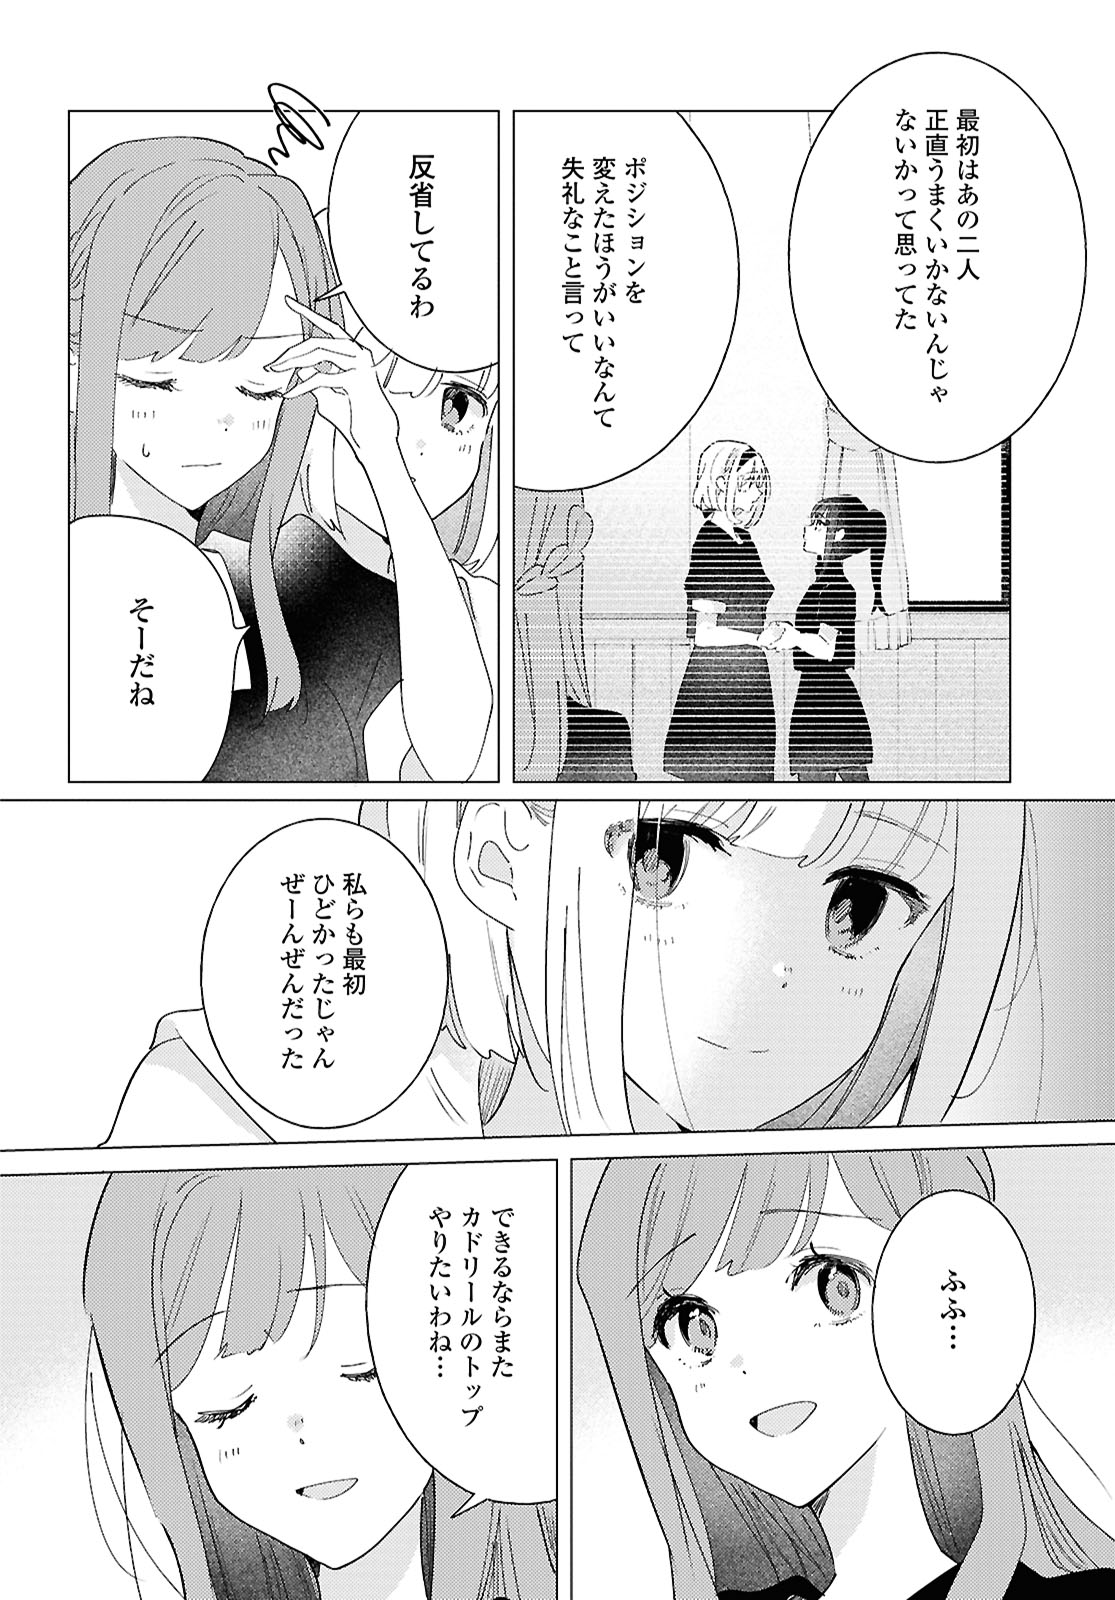 最初はあの二人
正直うまくいかないんじゃ
ないかって思ってた
ポジションを
変えたほうがいいなんて
失礼なこと言って
反省してるわ
そーだね
私らも最初
ひどかったじゃん
ぜーんぜんだった
ふふ…
できるならまた
カドリールのトップ
やりたいわね…